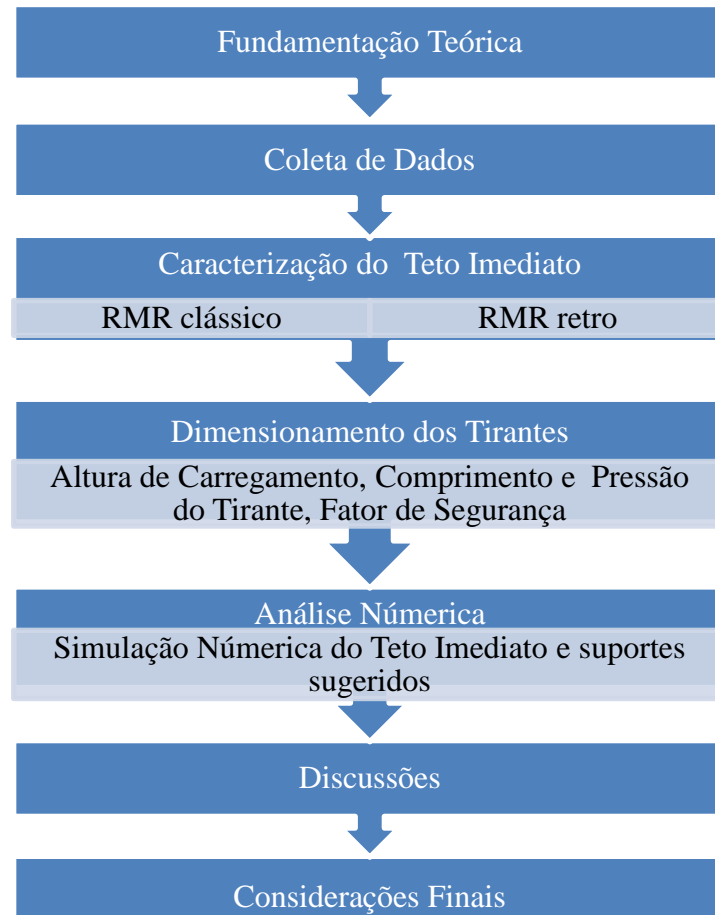 Fundamentação Teórica
Coleta de Dados
Caracterização do Teto Imediato
RMR clássico
RMR retro
Dimensionamento dos Tirantes
Altura de Carregamento, Comprimento e Pressão
do Tirante, Fator de Segurança
Análise Númerica
Simulação Númerica do Teto Imediato e suportes
sugeridos
Discussões
Considerações Finais